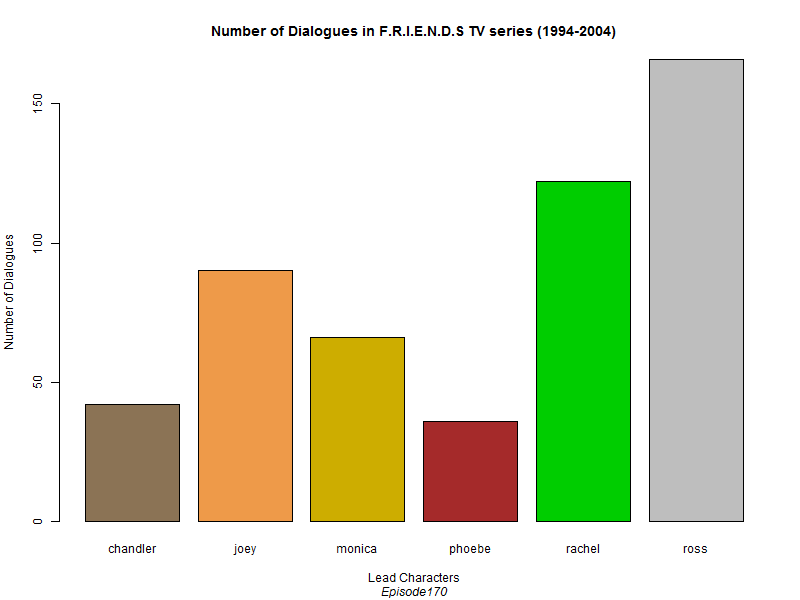 Number of Dialogues in F.R.I.E.N.D.S TV series (1994-2004)
Number of Dialogues
150
100
50
0
chandler joey monica phoebe rachel ross
Lead Characters
Episode170